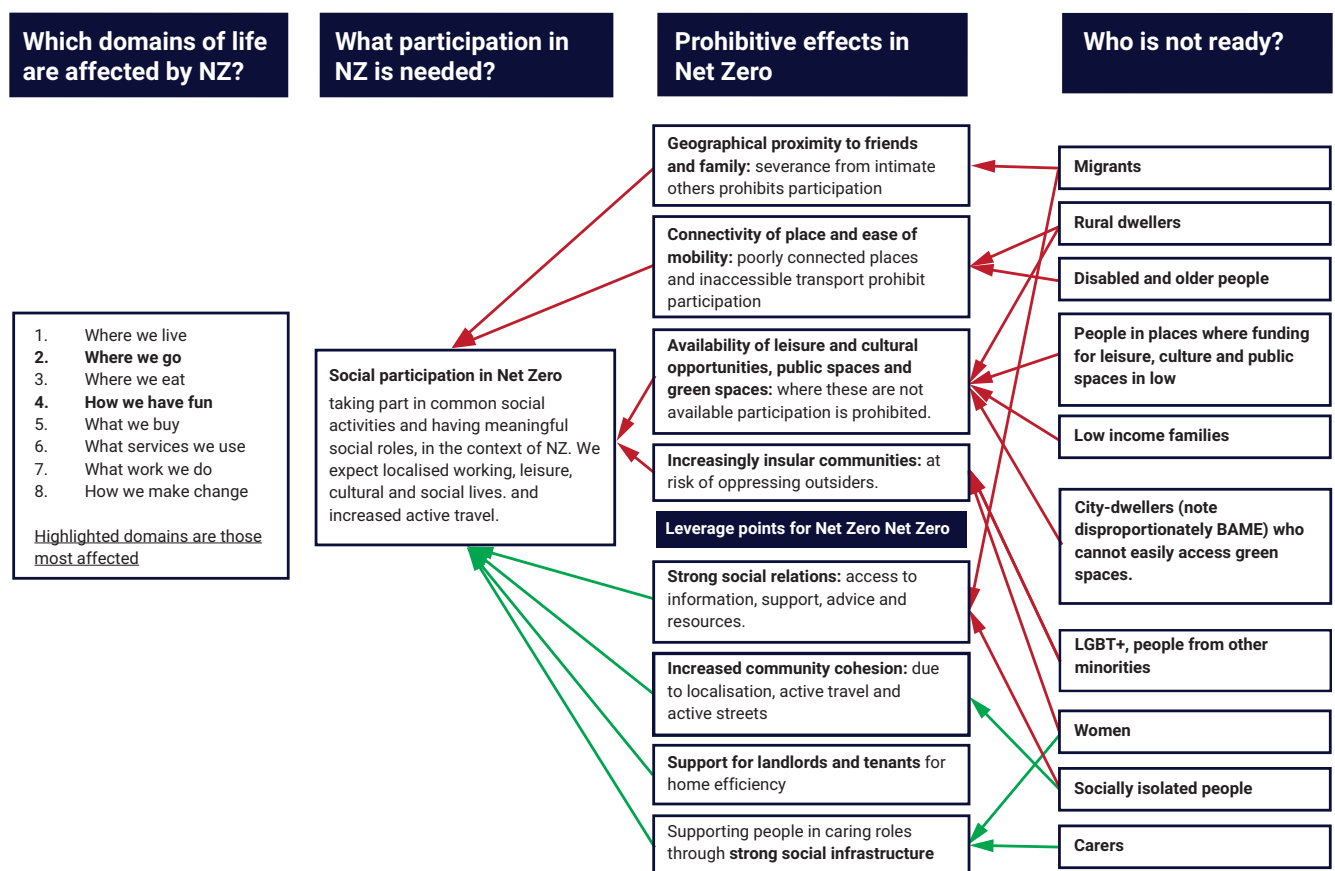 Which domains of life
are affected by NZ?
What participation in
NZ is needed?
Prohibitive effects in
Net Zero
Who is not ready?
1. Where we live
2. Where we go
3. Where we eat
4. How we have fun
5. What we buy
6. What services we use
7. What work we do
8. How we make change
Highlighted domains are those
most affected
Social participation in Net Zero
taking part in common social
activities and having meaningful
social roles, in the context of NZ. We
expect localised working, leisure,
cultural and social lives. and
increased active travel.
Geographical proximity to friends
and family: severance from intimate
others prohibits participation
Connectivity of place and ease of
mobility: poorly connected places
and inaccessible transport prohibit
participation
Availability of leisure and cultural
opportunities, public spaces and
green spaces: where these are not
available participation is prohibited.
Increasingly insular communities: at
risk of oppressing outsiders.
Leverage points for Net Zero Net Zero
Strong social relations: access to
information, support, advice and
resources.
Increased community cohesion: due
to localisation, active travel and
active streets
Support for landlords and tenants for
home efficiency
Supporting people in caring roles
through strong social infrastructure
Migrants
Rural dwellers
Disabled and older people
People in places where funding
for leisure, culture and public
spaces in low
Low income families
City-dwellers (note
disproportionately BAME) who
cannot easily access green
spaces.
LGBT+, people from other
minorities
Women
Socially isolated people
Carers